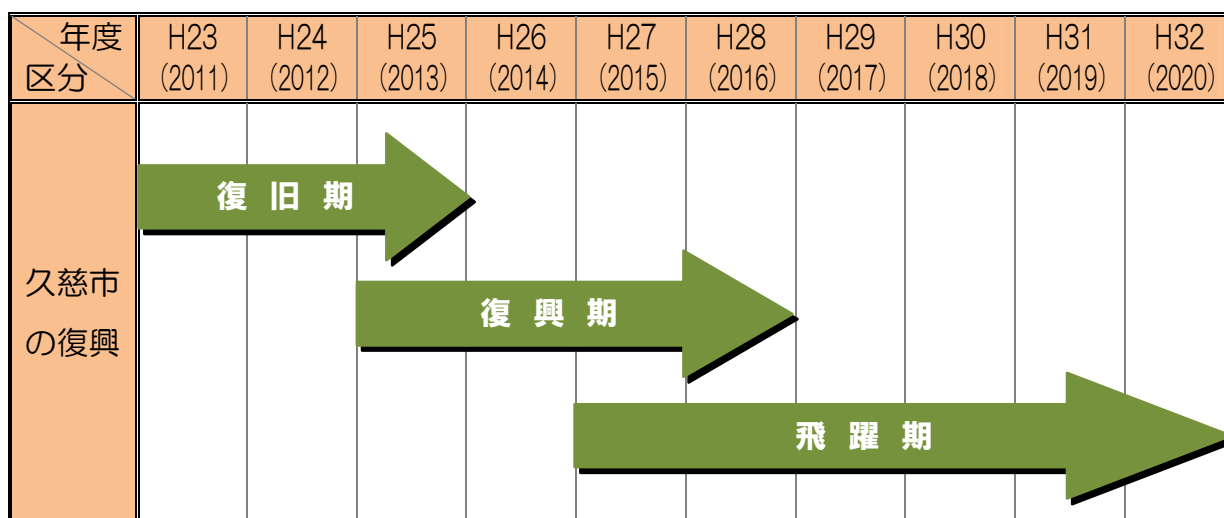 年度
区分
H23 H24 H25 H26 H27 H28 H29 H30 H31 H32
(2011) (2012) (2013) (2014) (2015) (2016) (2017) (2018) (2019) (2020)
復旧期
久慈市
の復興
復興期
飛躍期